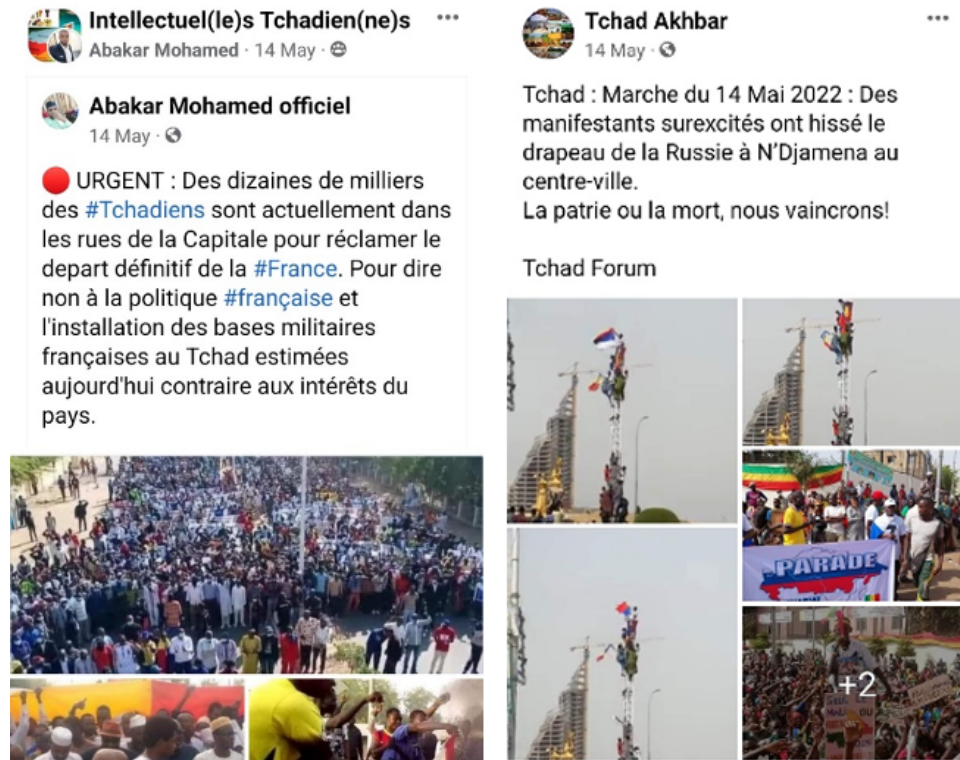 Intellectuel(le)s Tchadien(ne)s
Abakar Mohamed · 14 May ·
Abakar Mohamed officiel
14 May ·
URGENT : Des dizaines de milliers
des #Tchadiens sont actuellement dans
les rues de la Capitale pour réclamer le
depart définitif de la #France. Pour dire
non à la politique #française et
l'installation des bases militaires
françaises au Tchad estimées
aujourd'hui contraire aux intérêts du
pays.
Tchad Akhbar
14 May ·
Tchad : Marche du 14 Mai 2022 : Des
manifestants surexcités ont hissé le
drapeau de la Russie à N'Djamena au
centre-ville.
La patrie ou la mort, nous vaincrons!
Tchad Forum
PARADE
+2